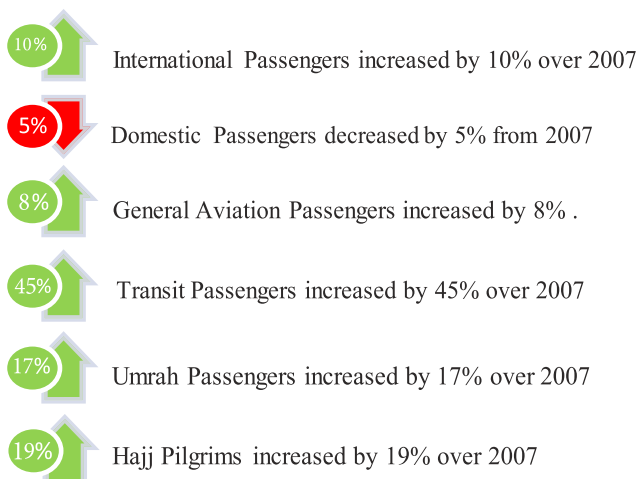 10%
International Passengers increased by 10% over 2007
5%
Domestic Passengers decreased by 5% from 2007
8%
General Aviation Passengers increased by 8% .
45%
Transit Passengers increased by 45% over 2007
17%
Umrah Passengers increased by 17% over 2007
19%
Hajj Pilgrims increased by 19% over 2007